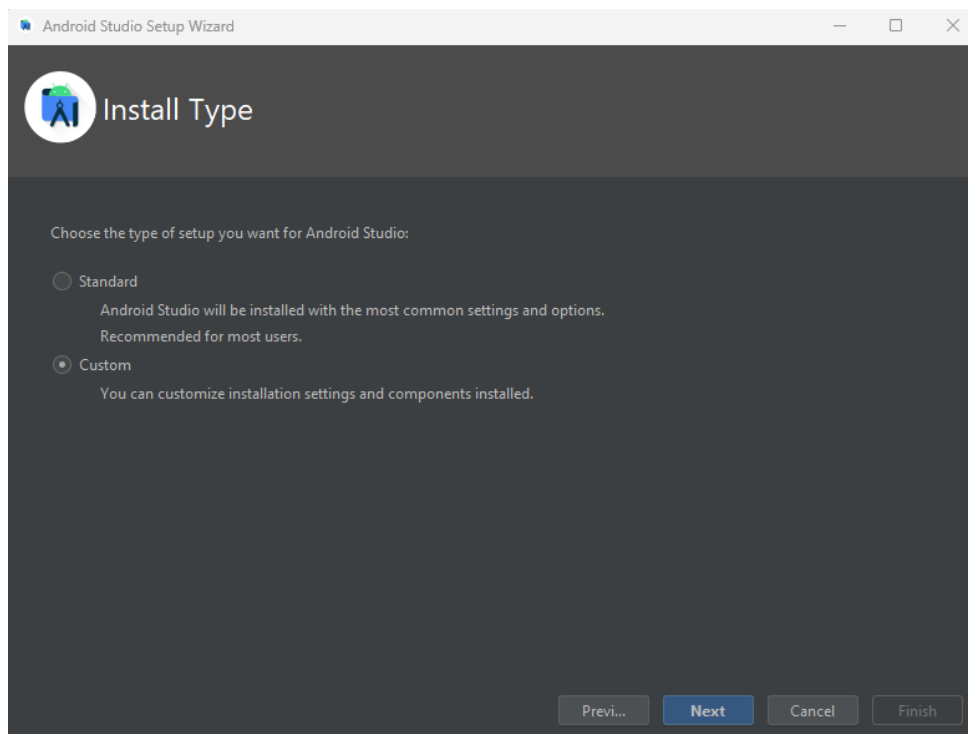 Android Studio Setup Wizard
Install Type
Choose the type of setup you want for Android Studio:
Standard
Android Studio will be installed with the most common settings and options.
Recommended for most users.
Custom
You can customize installation settings and components installed.
Previ... Next Cancel Finish